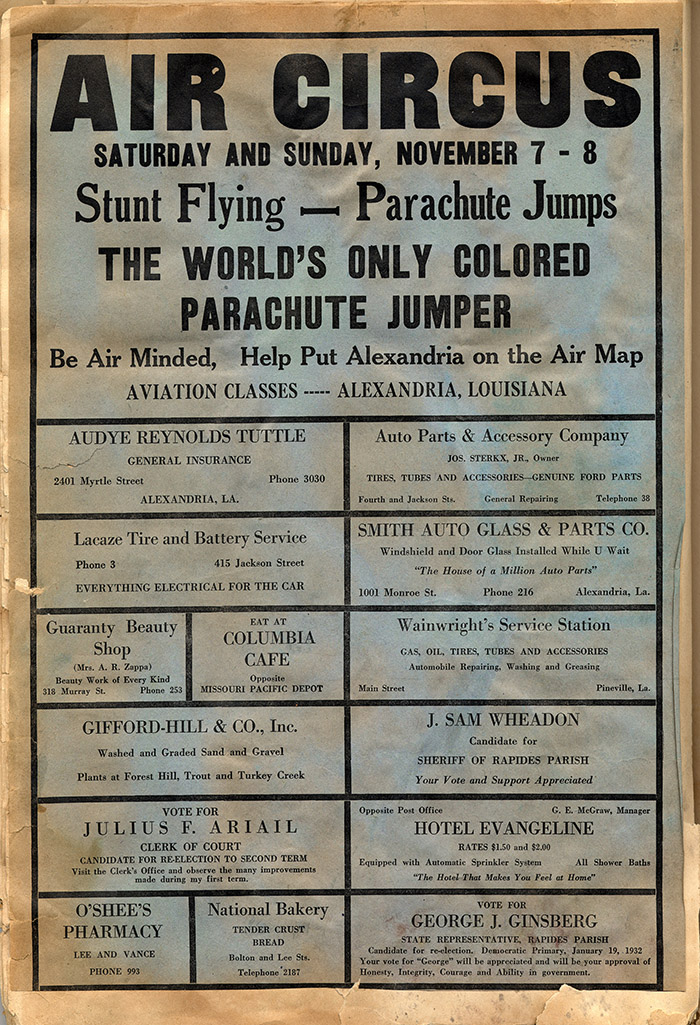 AIR CIRCUS
SATURDAY AND SUNDAY, NOVEMBER 7 - 8
Stunt Flying — Parachute Jumps
THE WORLD'S ONLY COLORED
PARACHUTE JUMPER
Be Air Minded, Help Put Alexandria on the Air Map
AVIATION CLASSES ----- ALEXANDRIA, LOUISIANA
AUDYE REYNOLDS TUTTLE
GENERAL INSURANCE
2401 Myrtle Street Phone 3030
ALEXANDRIA, LA.
Auto Parts & Accessory Company
JOS. STERKX, JR., Owner
TIRES, TUBES AND ACCESSORIES—GENUINE FORD PARTS
Fourth and Jackson Sts. General Repairing Telephone 38
Lacaze Tire and Battery Service
Phone 3 415 Jackson Street
EVERYTHING ELECTRICAL FOR THE CAR
SMITH AUTO GLASS & PARTS CO.
Windshield and Door Glass Installed While U Wait
"The House of a Million Auto Parts"
1001 Monroe St. Phone 216 Alexandria, La.
Guaranty Beauty
Shop
(Mrs. A. R. Zappa)
Beauty Work of Every Kind
318 Murray St. Phone 253
EAT AT
COLUMBIA
CAFE
Opposite
MISSOURI PACIFIC DEPOT
Wainwright's Service Station
GAS, OIL, TIRES, TUBES AND ACCESSORIES
Automobile Repairing, Washing and Greasing
Main Street Pineville, La.
GIFFORD-HILL & CO., Inc.
Washed and Graded Sand and Gravel
Plants at Forest Hill, Trout and Turkey Creek
J. SAM WHEADON
Candidate for
SHERIFF OF RAPIDES PARISH
Your Vote and Support Appreciated
VOTE FOR
JULIUS F. ARIAIL
CLERK OF COURT
CANDIDATE FOR RE-ELECTION TO SECOND TERM
Visit the Clerk's Office and observe the many improvements
made during my first term.
Opposite Post Office G. E. McGraw, Manager
HOTEL EVANGELINE
RATES $1.50 and $2.00
Equipped with Automatic Sprinkler System All Shower Baths
"The Hotel That Makes You Feel at Home"
O'SHEE'S
PHARMACY
LEE AND VANCE
PHONE 993
National Bakery
TENDER CRUST
BREAD
Bolton and Lee Sts.
Telephone 2187
VOTE FOR
GEORGE J. GINSBERG
STATE REPRESENTATIVE, RAPIDES PARISH
Candidate for re-election. Democratic Primary, January 19, 1932
Your vote for "George" will be appreciated and will be your approval of
Honesty, Integrity, Courage and Ability in government.